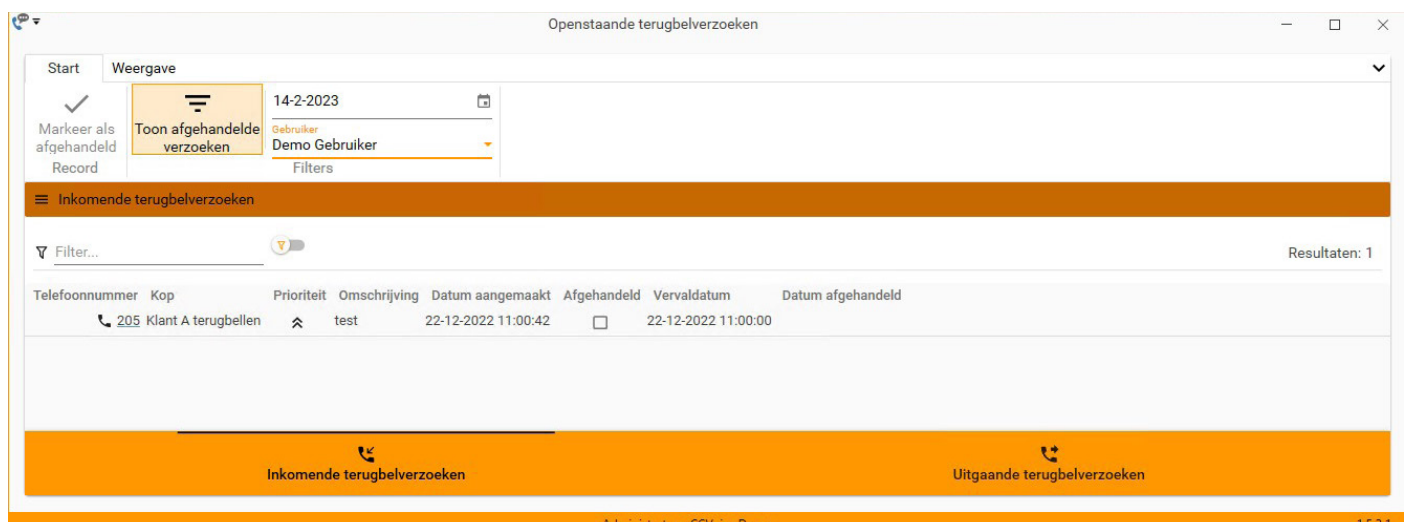 Openstaande terugbelverzoeken
Start Weergave
Markeer als
afgehandeld
Record
Toon afgehandelde
verzoeken
14-2-2023
Gebruiker
Demo Gebruiker
Filters
Inkomende terugbelverzoeken
Filter...
Resultaten: 1
Telefoonnummer Kop Prioriteit Omschrijving Datum aangemaakt Afgehandeld Vervaldatum Datum afgehandeld
205 Klant A terugbellen test 22-12-2022 11:00:42 22-12-2022 11:00:00
Inkomende terugbelverzoeken
Uitgaande terugbelverzoeken